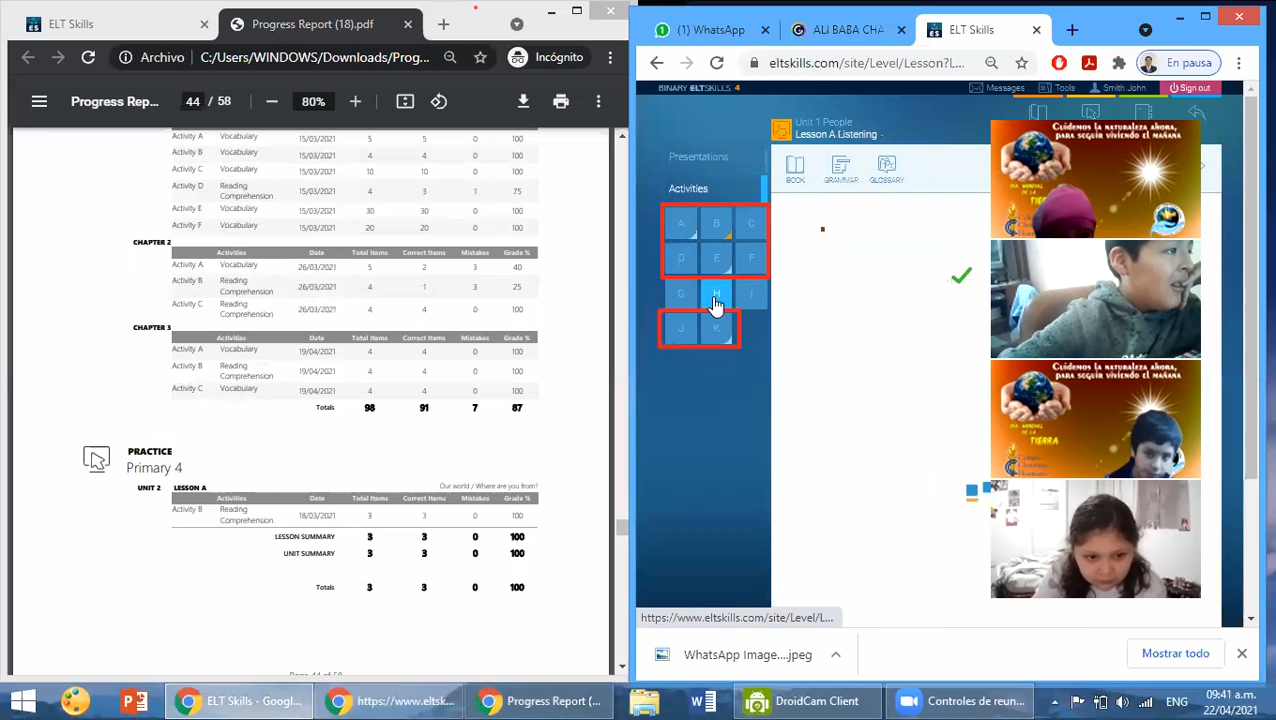 ELT Skills
Progress Report (18).pdf
Incógnito
Archivo
C:/Users/WINDOWS/Downloads/Prog...
Progress Rep...
44 / 58
80%
Activity A Vocabulary 15/03/2021 5 5 0 100
Activity B Vocabulary 15/03/2021 4 4 0 100
Activity C Vocabulary 15/03/2021 10 10 0 100
Activity D Reading Comprehension 15/03/2021 4 3 1 75
Activity E Vocabulary 15/03/2021 30 30 0 100
Activity F Vocabulary 15/03/2021 20 20 0 100
CHAPTER 2
Activities Date Total Items Correct Items Mistakes Grade %
Activity A Vocabulary 26/03/2021 5 2 3 40
Activity B Reading Comprehension 26/03/2021 4 1 3 25
Activity C Reading Comprehension 26/03/2021 4 4 0 100
CHAPTER 3
Activities Date Total Items Correct Items Mistakes Grade %
Activity A Vocabulary 19/04/2021 4 4 0 100
Activity B Reading Comprehension 19/04/2021 4 4 0 100
Activity C Vocabulary 19/04/2021 4 4 0 100
Totals 98 91 7 87
PRACTICE
Primary 4
Our world / Where are you from?
UNIT 2 LESSON A
Activities Date Total Items Correct Items Mistakes Grade %
Activity B Reading Comprehension 18/03/2021 3 3 0 100
LESSON SUMMARY 3 3 0 100
UNIT SUMMARY 3 3 0 100
Totals 3 3 0 100
(1) WhatsApp
ALI BABA CHA
ELT Skills
eltskills.com/site/Level/Lesson?L...
En pausa
BINARY ELTSKILLS 4
Messages
Tools
Smith John
Sign out
Unit 1 People
Lesson A Listening -
Presentations
Activities
BOOK
GRAMMAR
GLOSSARY
A B C
D E F
G H I
J K
Cuidemos la naturaleza ahora,
para seguir viviendo el mañana
Cuidemos la naturaleza ahora,
para seguir viviendo el mañana
DIA
MUNDIAL
DE LA
TIERRA
https://www.eltskills.com/site/Level/L...
WhatsApp Image....jpeg
Mostrar todo
ELT Skills - Googl...
https://www.eltsk...
Progress Report (...
DroidCam Client
Controles de reun...
ENG
09:41 a.m.
22/04/2021